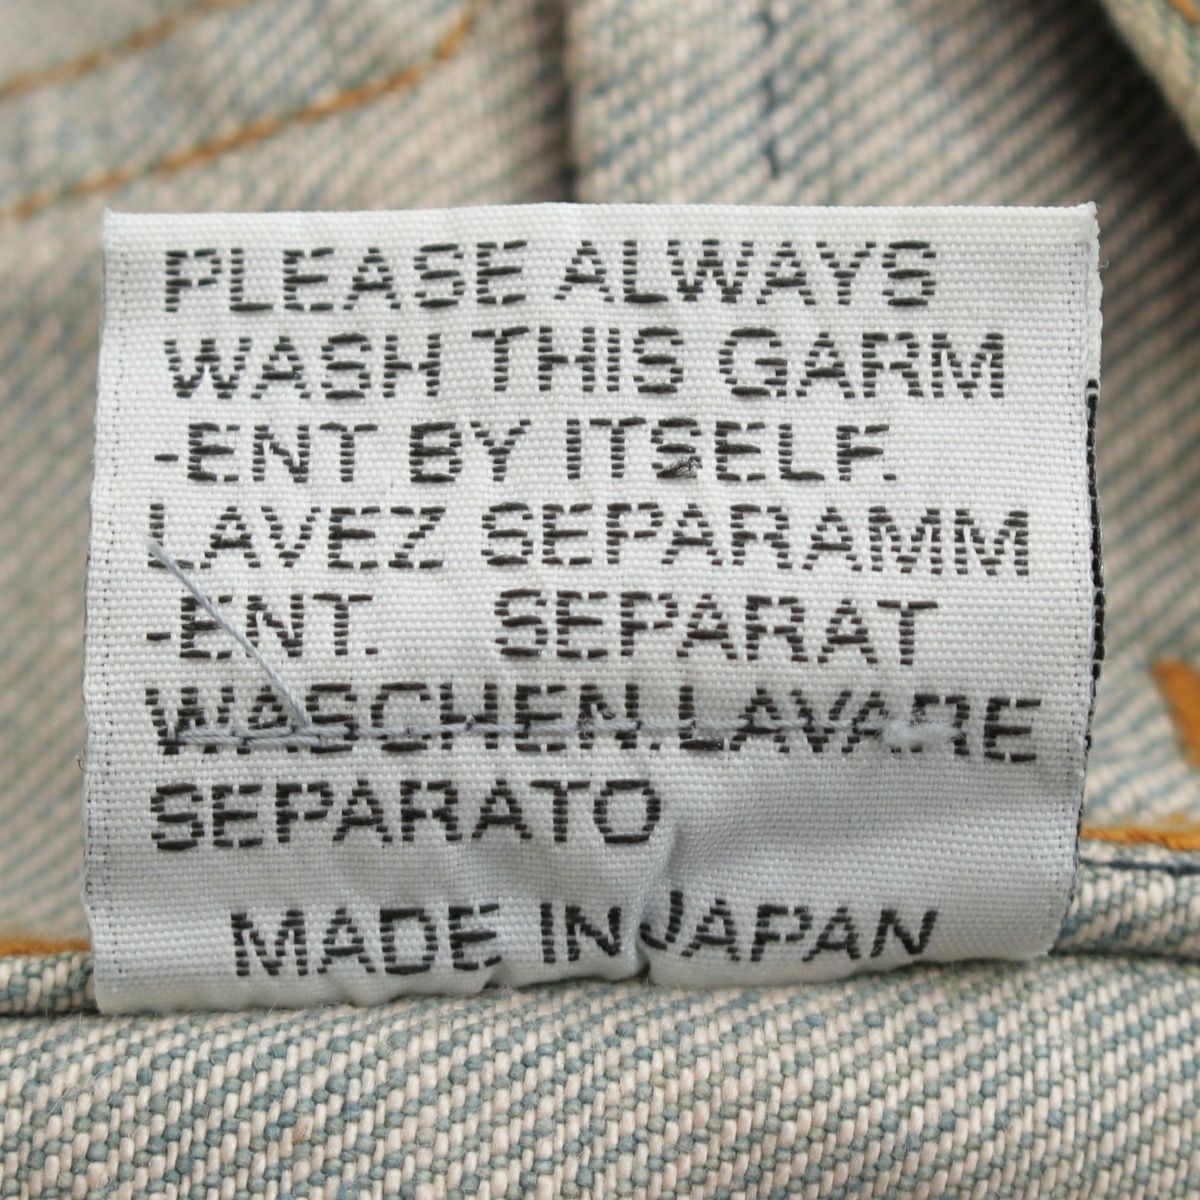 PLEASE ALWAYS
WASH THIS GARM
-ENT BY ITSELF.
LAVEZ SEPARAMM
-ENT. SEPARAT
WASCHEN.LAVARE
SEPARATO
MADE IN JAPAN